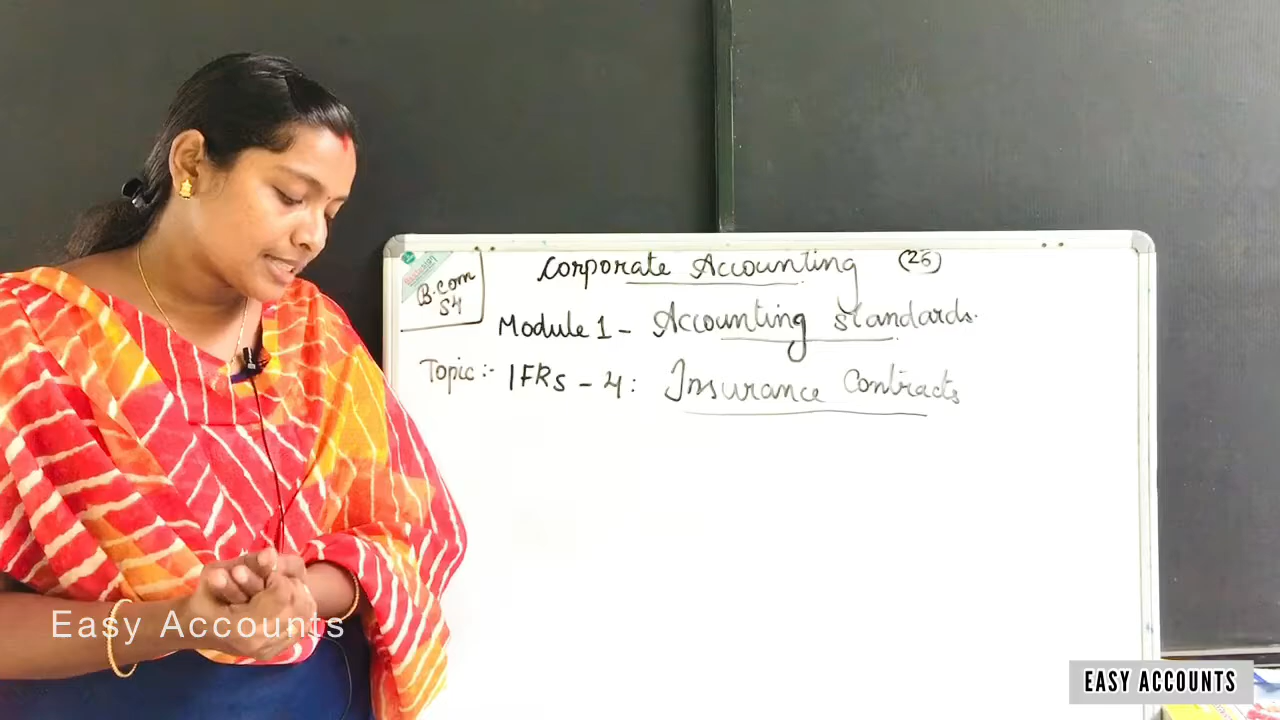 B.com
S4
Corporate Accounting (26)
Module 1 - Accounting Standards.
Topic :- IFRS - 4 : Insurance Contracts
Easy Accounts
EASY ACCOUNTS